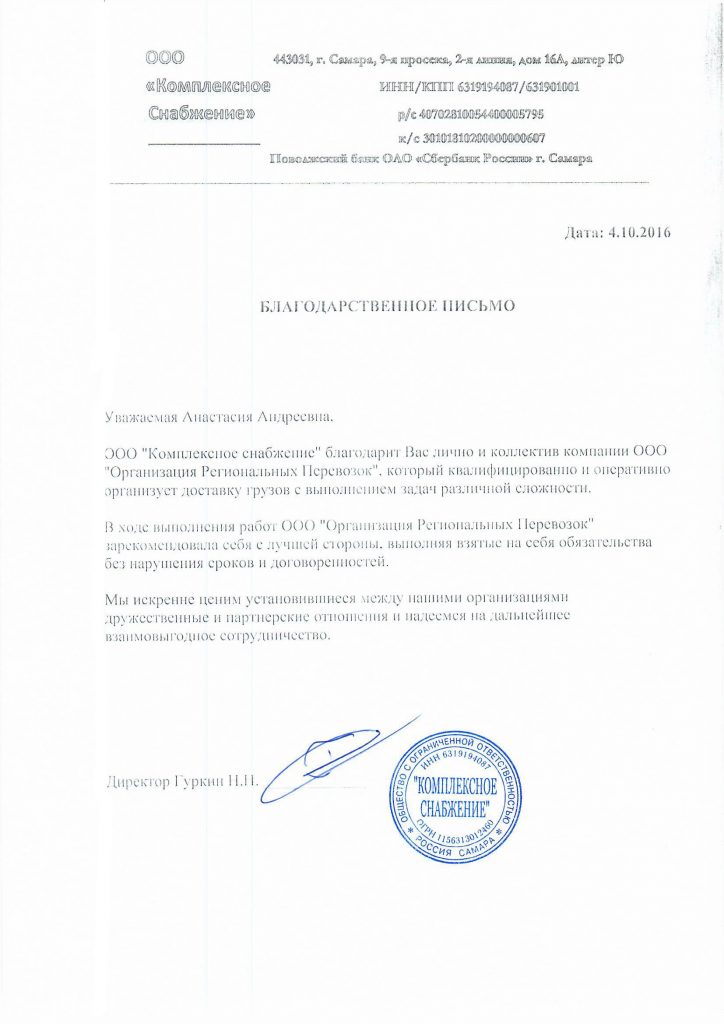 ООО
«Комплексное
Снабжение»
443031, г. Самара, 9-я просека, 2-я линия, дом 16А, литер Ю
ИНН/КПП 6319194087/631901001
р/с 40702810054400005795
к/с 30101810200000000607
Поволжский банк ОАО «Сбербанк России» г. Самара
Дата: 4.10.2016
БЛАГОДАРСТВЕННОЕ ПИСЬМО
Уважаемая Анастасия Андреевна,
ООО "Комплексное снабжение" благодарит Вас лично и коллектив компании ООО
"Организация Региональных Перевозок", который квалифицированно и оперативно
организует доставку грузов с выполнением задач различной сложности.
В ходе выполнения работ ООО "Организация Региональных Перевозок"
зарекомендовала себя с лучшей стороны, выполняя взятые на себя обязательства
без нарушения сроков и договоренностей.
Мы искренне ценим установившиеся между нашими организациями
дружественные и партнерские отношения и надеемся на дальнейшее
взаимовыгодное сотрудничество.
Директор Гуркин Н.Н.
ОБЩЕСТВО С ОГРАНИЧЕННОЙ ОТВЕТСТВЕННОСТЬЮ
ИНН 6319194087
"КОМПЛЕКСНОЕ
СНАБЖЕНИЕ"
ОГРН 1156313012460
* РОССИЯ САМАРА *